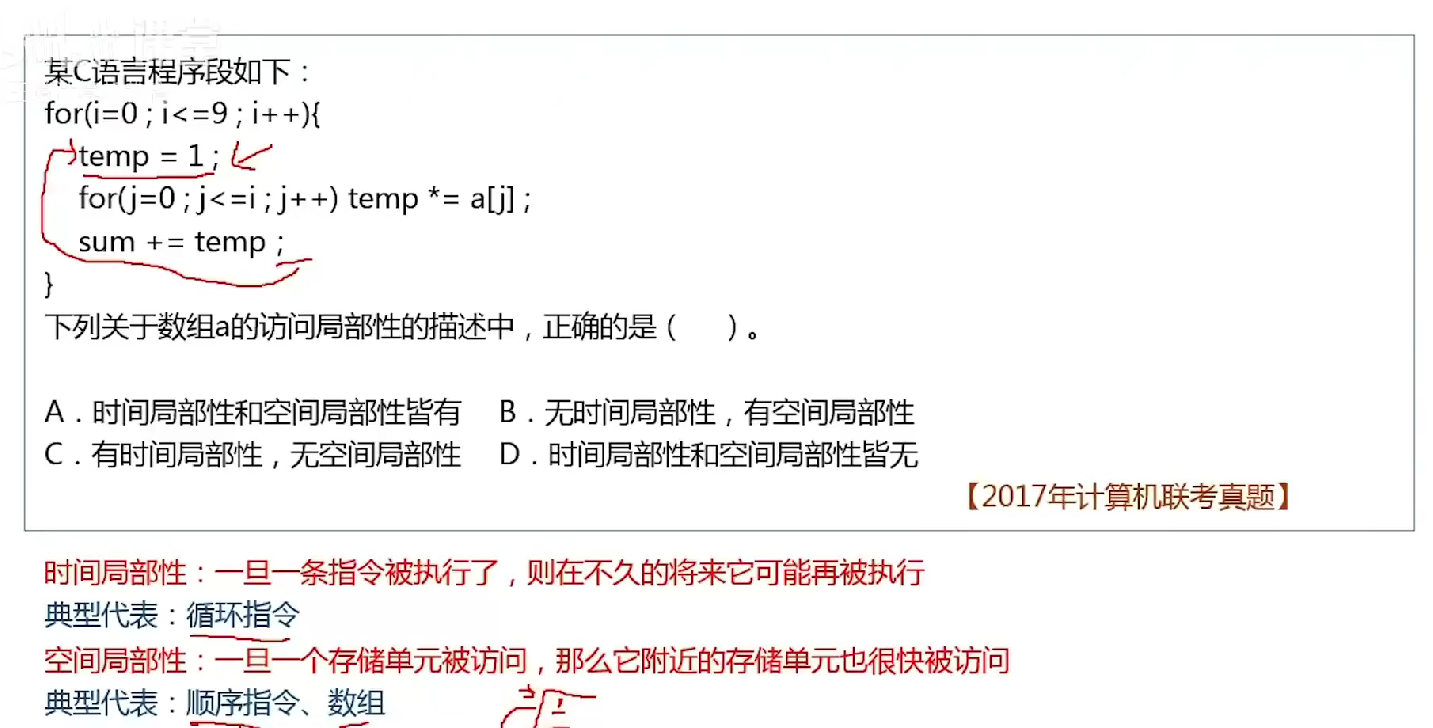 某C语言程序段如下：
for(i=0 ; i<=9 ; i++){
temp = 1 ;
for(j=0 ; j<=i ; j++) temp *= a[j] ;
sum += temp ;
}
下列关于数组a的访问局部性的描述中，正确的是（　　）。
A．时间局部性和空间局部性皆有　B．无时间局部性，有空间局部性
C．有时间局部性，无空间局部性　D．时间局部性和空间局部性皆无
【2017年计算机联考真题】
时间局部性：一旦一条指令被执行了，则在不久的将来它可能再被执行
典型代表：循环指令
空间局部性：一旦一个存储单元被访问，那么它附近的存储单元也很快被访问
典型代表：顺序指令、数组